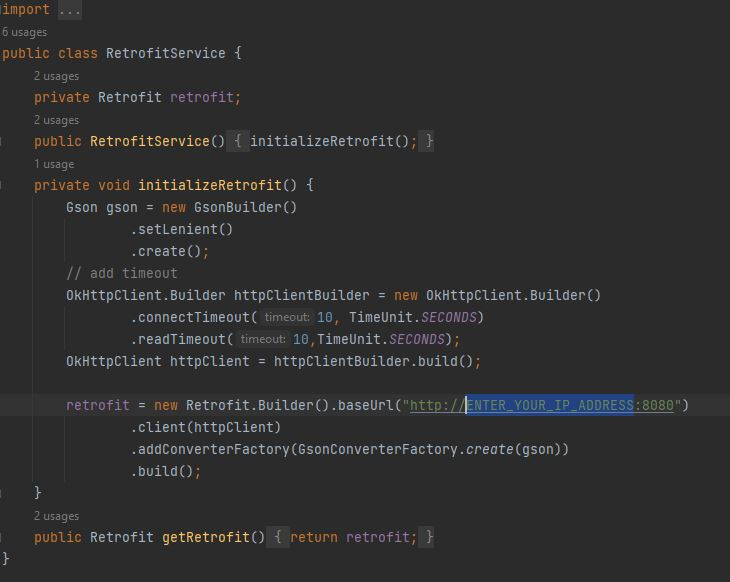 import ...
6 usages
public class RetrofitService {
2 usages
private Retrofit retrofit;
2 usages
public RetrofitService() { initializeRetrofit(); }
1 usage
private void initializeRetrofit() {
Gson gson = new GsonBuilder()
.setLenient()
.create();
// add timeout
OkHttpClient.Builder httpClientBuilder = new OkHttpClient.Builder()
.connectTimeout( timeout: 10, TimeUnit.SECONDS)
.readTimeout( timeout: 10,TimeUnit.SECONDS);
OkHttpClient httpClient = httpClientBuilder.build();
retrofit = new Retrofit.Builder().baseUrl("http://ENTER_YOUR_IP_ADDRESS:8080")
.client(httpClient)
.addConverterFactory(GsonConverterFactory.create(gson))
.build();
}
2 usages
public Retrofit getRetrofit() { return retrofit; }
}